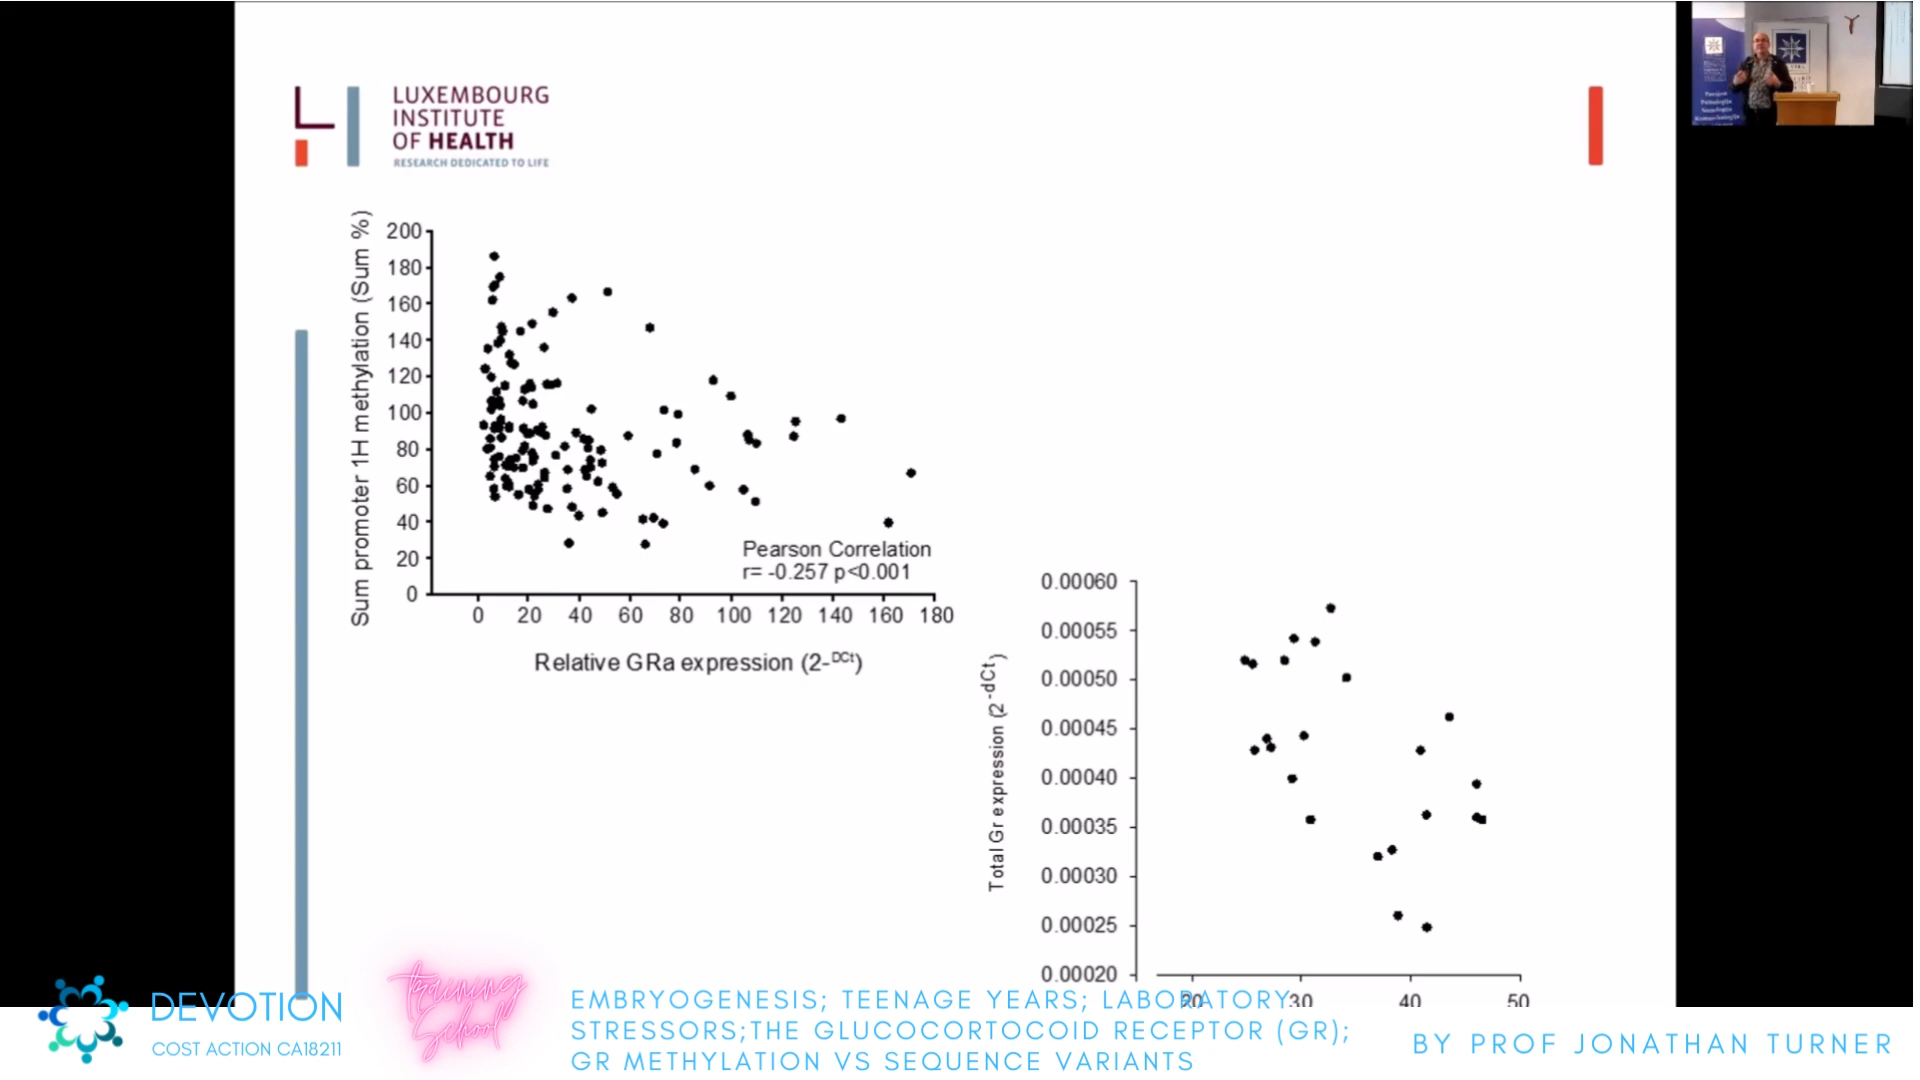 LUXEMBOURG
INSTITUTE
OF HEALTH
RESEARCH DEDICATED TO LIFE
Sum promoter 1H methylation (Sum %)
200
180
160
140
120
100
80
60
40
20
0
Pearson Correlation
r= -0.257 p<0.001
0 20 40 60 80 100 120 140 160 180
Relative GRa expression (2-DCt)
Total Gr expression (2-dCt)
0.00060
0.00055
0.00050
0.00045
0.00040
0.00035
0.00030
0.00025
0.00020
20 30 40 50
DEVOTION
COST ACTION CA18211
Training
School
EMBRYOGENESIS; TEENAGE YEARS; LABORATORY
STRESSORS;THE GLUCOCORTOCOID RECEPTOR (GR);
GR METHYLATION VS SEQUENCE VARIANTS
BY PROF JONATHAN TURNER